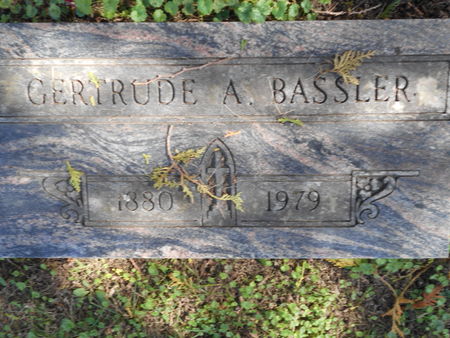 GERTRUDE A. BASSLER
1880 1979